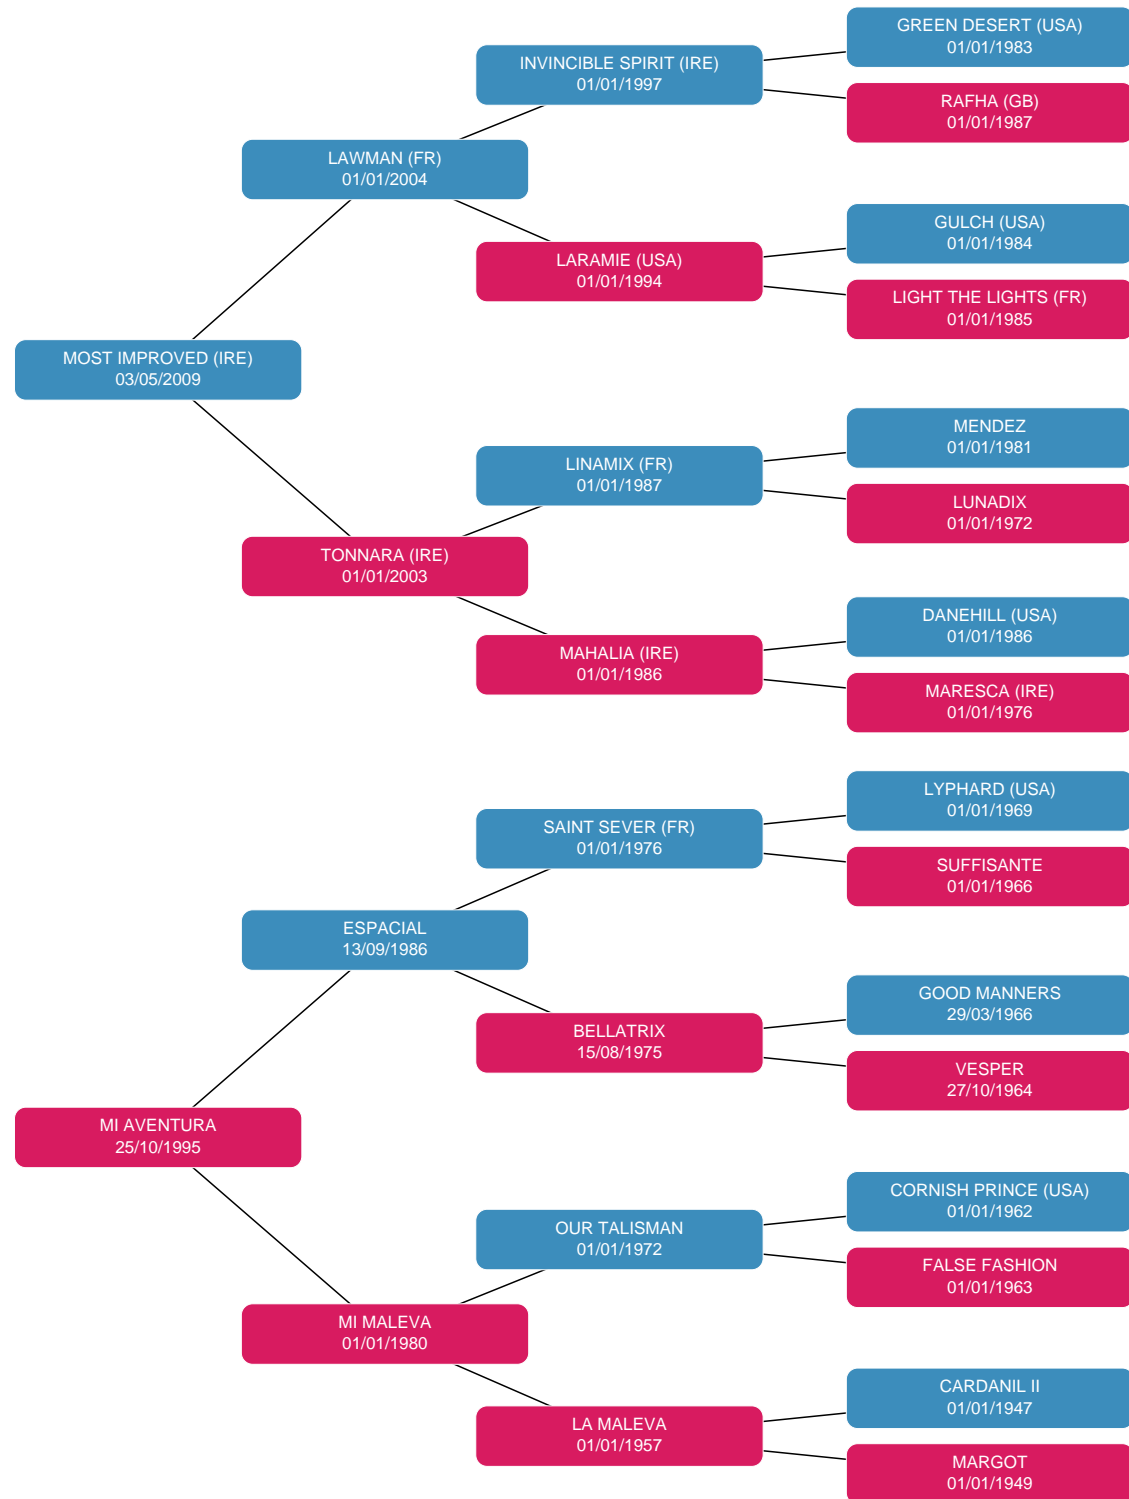 GREEN DESERT (USA)
01/01/1983
INVINCIBLE SPIRIT (IRE)
01/01/1997
RAFHA (GB)
01/01/1987
LAWMAN (FR)
01/01/2004
GULCH (USA)
01/01/1984
LARAMIE (USA)
01/01/1994
LIGHT THE LIGHTS (FR)
01/01/1985
MOST IMPROVED (IRE)
03/05/2009
MENDEZ
01/01/1981
LINAMIX (FR)
01/01/1987
LUNADIX
01/01/1972
TONNARA (IRE)
01/01/2003
DANEHILL (USA)
01/01/1986
MAHALIA (IRE)
01/01/1986
MARESCA (IRE)
01/01/1976
LYPHARD (USA)
01/01/1969
SAINT SEVER (FR)
01/01/1976
SUFFISANTE
01/01/1966
ESPACIAL
13/09/1986
GOOD MANNERS
29/03/1966
BELLATRIX
15/08/1975
VESPER
27/10/1964
MI AVENTURA
25/10/1995
CORNISH PRINCE (USA)
01/01/1962
OUR TALISMAN
01/01/1972
FALSE FASHION
01/01/1963
MI MALEVA
01/01/1980
CARDANIL II
01/01/1947
LA MALEVA
01/01/1957
MARGOT
01/01/1949